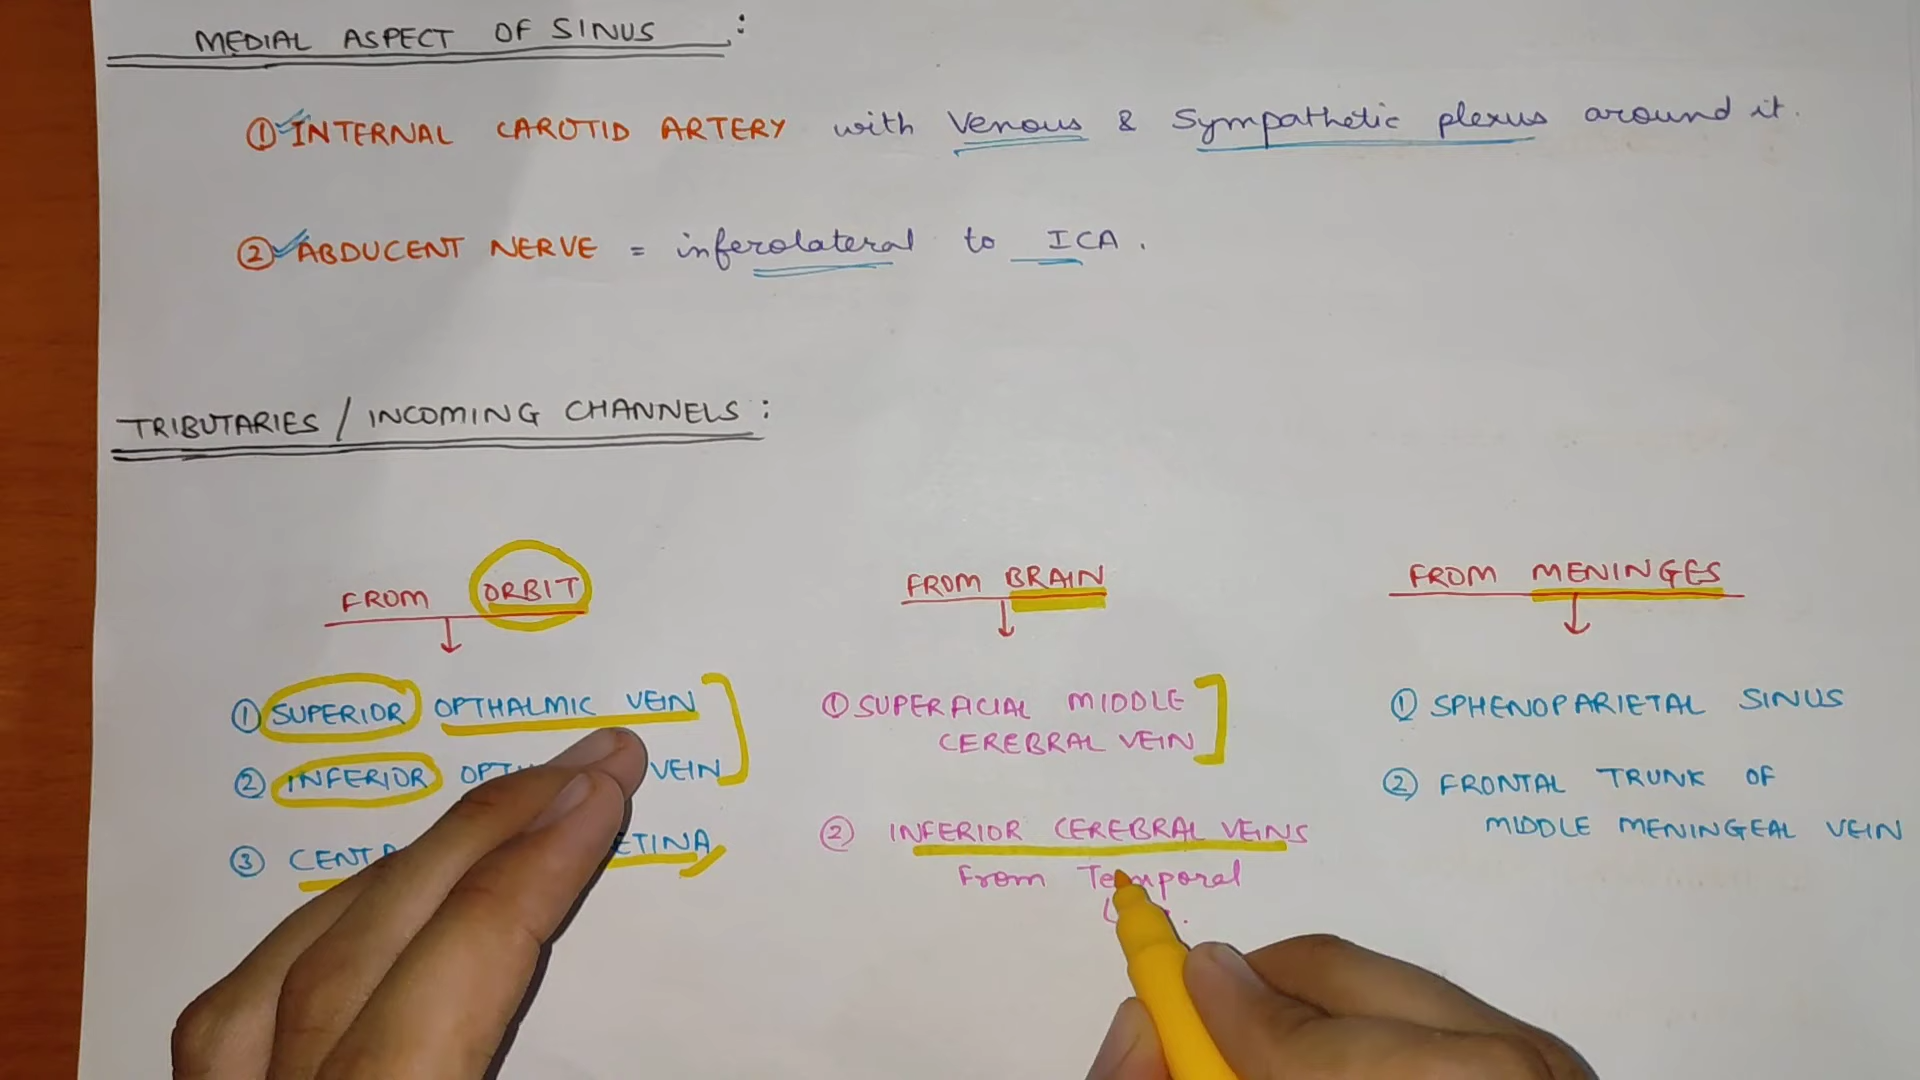 MEDIAL ASPECT OF SINUS :
① INTERNAL CAROTID ARTERY with Venous & Sympathetic plexus around it.
② ABDUCENT NERVE = inferolateral to ICA.
TRIBUTARIES / INCOMING CHANNELS :
FROM ORBIT
① SUPERIOR OPTHALMIC VEIN
② INFERIOR VEIN
③
FROM BRAIN
① SUPERFICIAL MIDDLE
CEREBRAL VEIN
② INFERIOR CEREBRAL VEINS
From Temporal
FROM MENINGES
① SPHENOPARIETAL SINUS
② FRONTAL TRUNK OF
MIDDLE MENINGEAL VEIN